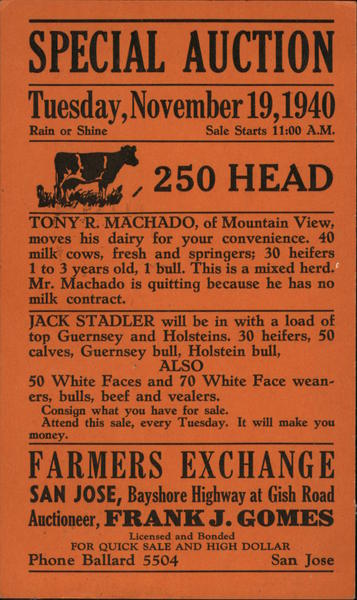 SPECIAL AUCTION
Tuesday, November 19, 1940
Rain or Shine Sale Starts 11:00 A.M.
250 HEAD
TONY R. MACHADO, of Mountain View,
moves his dairy for your convenience. 40
milk cows, fresh and springers; 30 heifers
1 to 3 years old, 1 bull. This is a mixed herd.
Mr. Machado is quitting because he has no
milk contract.
JACK STADLER will be in with a load of
top Guernsey and Holsteins. 30 heifers, 50
calves, Guernsey bull, Holstein bull,
ALSO
50 White Faces and 70 White Face wean-
ers, bulls, beef and vealers.
Consign what you have for sale.
Attend this sale, every Tuesday. It will make you
money.
FARMERS EXCHANGE
SAN JOSE, Bayshore Highway at Gish Road
Auctioneer, FRANK J. GOMES
Licensed and Bonded
FOR QUICK SALE AND HIGH DOLLAR
Phone Ballard 5504 San Jose